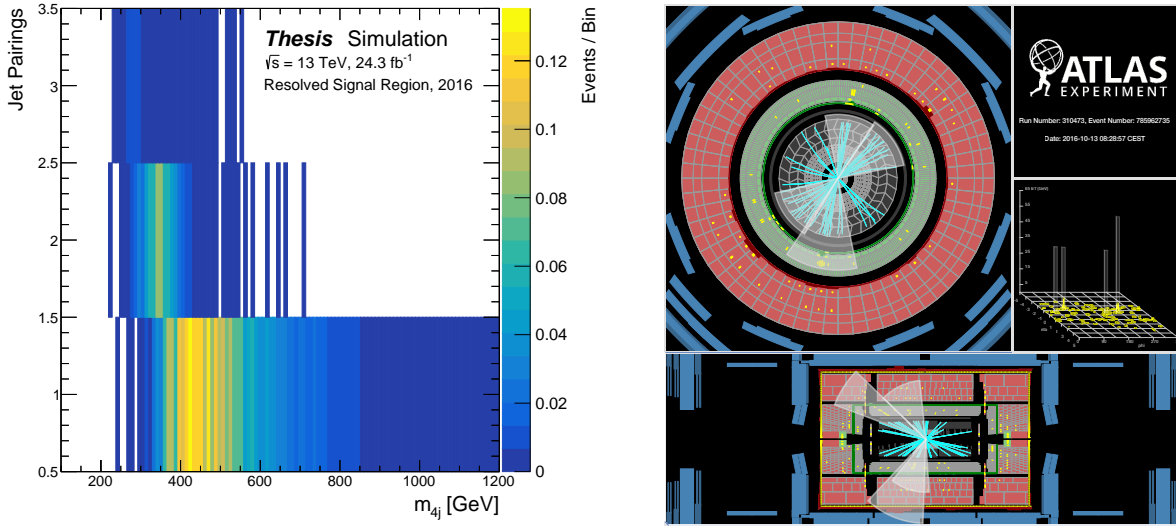 Jet Pairings
3.5
3
2.5
2
1.5
1
0.5
200 400 600 800 1000 1200
m4j [GeV]
Thesis Simulation
√s = 13 TeV, 24.3 fb-1
Resolved Signal Region, 2016
Events / Bin
0.12
0.1
0.08
0.06
0.04
0.02
0
ATLAS
EXPERIMENT
Run Number: 310473, Event Number: 785962735
Date: 2016-10-13 08:28:57 CEST